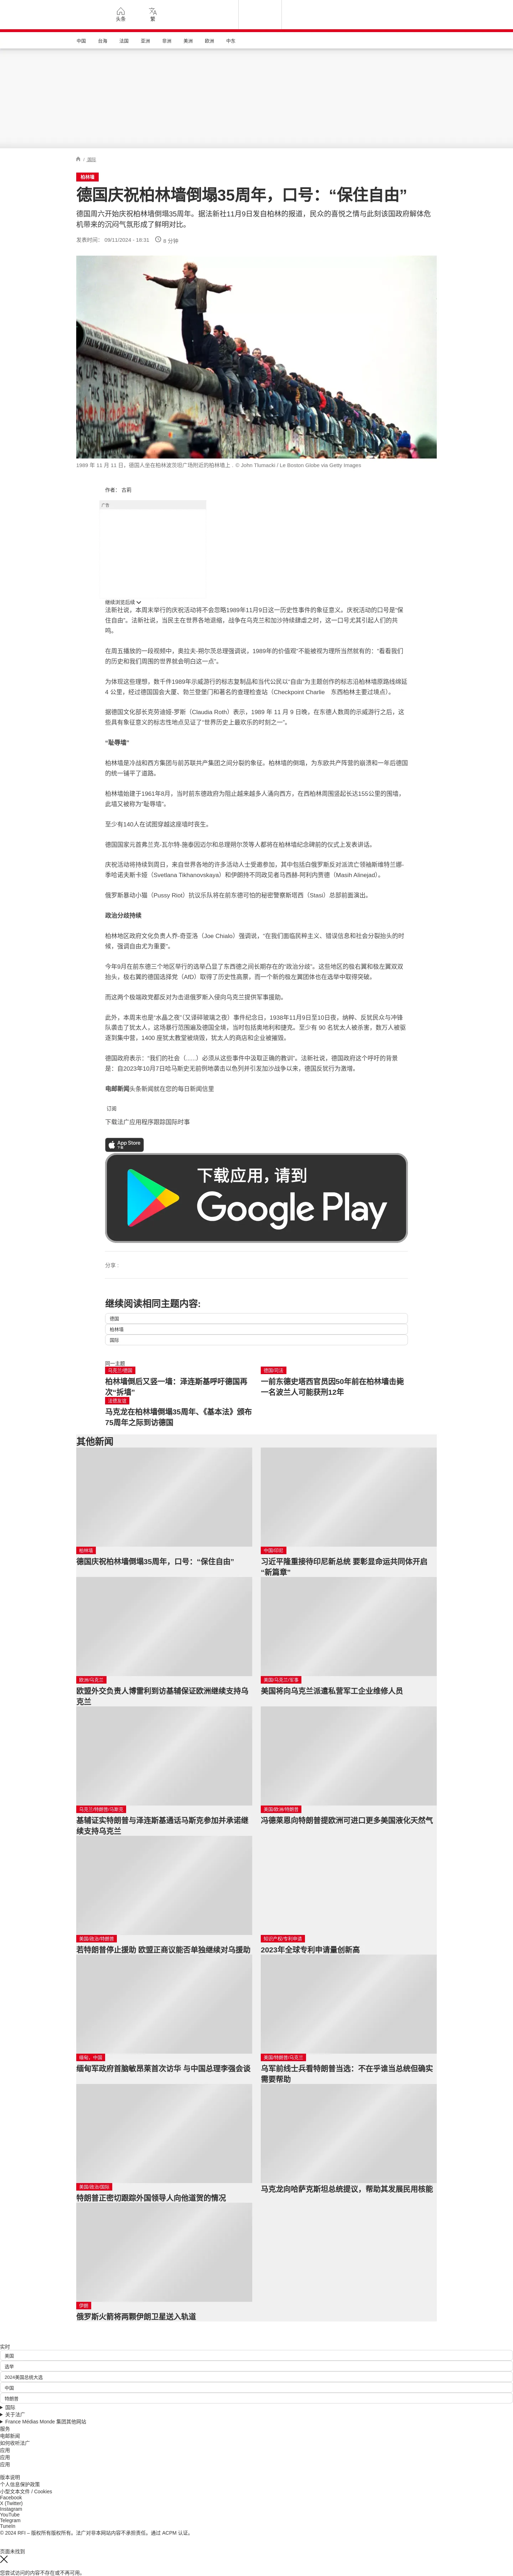 头条
繁
中国
台海
法国
亚洲
非洲
美洲
欧洲
中东
/ 国际
柏林墙
德国庆祝柏林墙倒塌35周年，口号：“保住自由”
德国周六开始庆祝柏林墙倒塌35周年。据法新社11月9日发自柏林的报道，民众的喜悦之情与此刻该国政府解体危
机带来的沉闷气氛形成了鲜明对比。
发表时间： 09/11/2024 - 18:31
8 分钟
1989 年 11 月 11 日，德国人坐在柏林波茨坦广场附近的柏林墙上 . © John Tlumacki / Le Boston Globe via Getty Images
作者： 古莉
广告
继续浏览后续
法新社说，本周末举行的庆祝活动将不会忽略1989年11月9日这一历史性事件的象征意义。庆祝活动的口号是“保
住自由”。法新社说，当民主在世界各地退缩，战争在乌克兰和加沙持续肆虐之时，这一口号尤其引起人们的共
鸣。
在周五播放的一段视频中，奥拉夫-朔尔茨总理强调说，1989年的价值观“不能被视为理所当然就有的: “看看我们
的历史和我们周围的世界就会明白这一点”。
为体现这些理想，数千件1989年示威游行的标志复制品和当代公民以“自由”为主题创作的标志沿柏林墙原路线绵延
4 公里，经过德国国会大厦、勃兰登堡门和著名的查理检查站（Checkpoint Charlie　东西柏林主要过境点）。
据德国文化部长克劳迪娅-罗斯（Claudia Roth）表示，1989 年 11 月 9 日晚，在东德人数周的示威游行之后，这
些具有象征意义的标志性地点见证了“世界历史上最欢乐的时刻之一”。
“耻辱墙”
柏林墙是冷战和西方集团与前苏联共产集团之间分裂的象征。柏林墙的倒塌，为东欧共产阵营的崩溃和一年后德国
的统一铺平了道路。
柏林墙始建于1961年8月，当时前东德政府为阻止越来越多人涌向西方，在西柏林周围竖起长达155公里的围墙，
此墙又被称为“耻辱墙”。
至少有140人在试图穿越这座墙时丧生。
德国国家元首弗兰克-瓦尔特-施泰因迈尔和总理朔尔茨等人都将在柏林墙纪念碑前的仪式上发表讲话。
庆祝活动将持续到周日，来自世界各地的许多活动人士受邀参加，其中包括白俄罗斯反对派流亡领袖斯维特兰娜-
季哈诺夫斯卡娅（Svetlana Tikhanovskaya）和伊朗持不同政见者马西赫-阿利内贾德（Masih Alinejad）。
俄罗斯暴动小猫（Pussy Riot）抗议乐队将在前东德可怕的秘密警察斯塔西（Stasi）总部前面演出。
政治分歧持续
柏林地区政府文化负责人乔-奇亚洛（Joe Chialo）强调说，“在我们面临民粹主义、错误信息和社会分裂抬头的时
候，强调自由尤为重要”。
今年9月在前东德三个地区举行的选举凸显了东西德之间长期存在的“政治分歧”。这些地区的极右翼和极左翼双双
抬头，极右翼的德国选择党（AfD）取得了历史性高票，而一个新的极左翼团体也在选举中取得突破。
而这两个极端政党都反对为击退俄罗斯入侵向乌克兰提供军事援助。
此外，本周末也是“水晶之夜”（又译碎玻璃之夜）事件纪念日，1938年11月9日至10日夜，纳粹、反犹民众与冲锋
队袭击了犹太人，这场暴行范围遍及德国全境，当时包括奥地利和捷克。至少有 90 名犹太人被杀害，数万人被驱
逐到集中营，1400 座犹太教堂被烧毁，犹太人的商店和企业被摧毁。
德国政府表示：“我们的社会（......）必须从这些事件中汲取正确的教训”。法新社说，德国政府这个呼吁的背景
是：自2023年10月7日哈马斯史无前例地袭击以色列并引发加沙战争以来，德国反犹行为激增。
电邮新闻头条新闻就在您的每日新闻信里
订阅
下载法广应用程序跟踪国际时事
App Store
下载应用，请到
Google Play
分享 :
继续阅读相同主题内容:
德国
柏林墙
国际
同一主题
乌克兰/德国
柏林墙倒后又竖一墙：泽连斯基呼吁德国再
次“拆墙”
德国/司法
一前东德史塔西官员因50年前在柏林墙击毙
一名波兰人可能获刑12年
法德友谊
马克龙在柏林墙倒塌35周年、《基本法》颁布
75周年之际到访德国
其他新闻
柏林墙
德国庆祝柏林墙倒塌35周年，口号：“保住自由”
中国/印尼
习近平隆重接待印尼新总统 要彰显命运共同体开启
“新篇章”
欧洲/乌克兰
欧盟外交负责人博雷利到访基辅保证欧洲继续支持乌
克兰
美国/乌克兰/军事
美国将向乌克兰派遣私营军工企业维修人员
乌克兰/特朗普/马斯克
基辅证实特朗普与泽连斯基通话马斯克参加并承诺继
续支持乌克兰
美国/欧洲/特朗普
冯德莱恩向特朗普提欧洲可进口更多美国液化天然气
美国/政治/特朗普
若特朗普停止援助 欧盟正商议能否单独继续对乌援助
知识产权/专利申请
2023年全球专利申请量创新高
缅甸、中国
缅甸军政府首脑敏昂莱首次访华 与中国总理李强会谈
美国/特朗普/乌克兰
乌军前线士兵看特朗普当选：不在乎谁当总统但确实
需要帮助
美国/政治/国际
特朗普正密切跟踪外国领导人向他道贺的情况
马克龙向哈萨克斯坦总统提议，帮助其发展民用核能
伊朗
俄罗斯火箭将两颗伊朗卫星送入轨道
实时
美国
选举
2024美国总统大选
中国
特朗普
国际
关于法广
France Médias Monde 集团其他网站
服务
电邮新闻
如何收听法广
应用
应用
应用
版本说明
个人信息保护政策
小型文本文件 / Cookies
Facebook
X (Twitter)
Instagram
YouTube
Telegram
TuneIn
© 2024 RFI – 版权所有版权所有。法广对非本网站内容不承担责任。通过 ACPM 认证。
页面未找到
您尝试访问的内容不存在或不再可用。